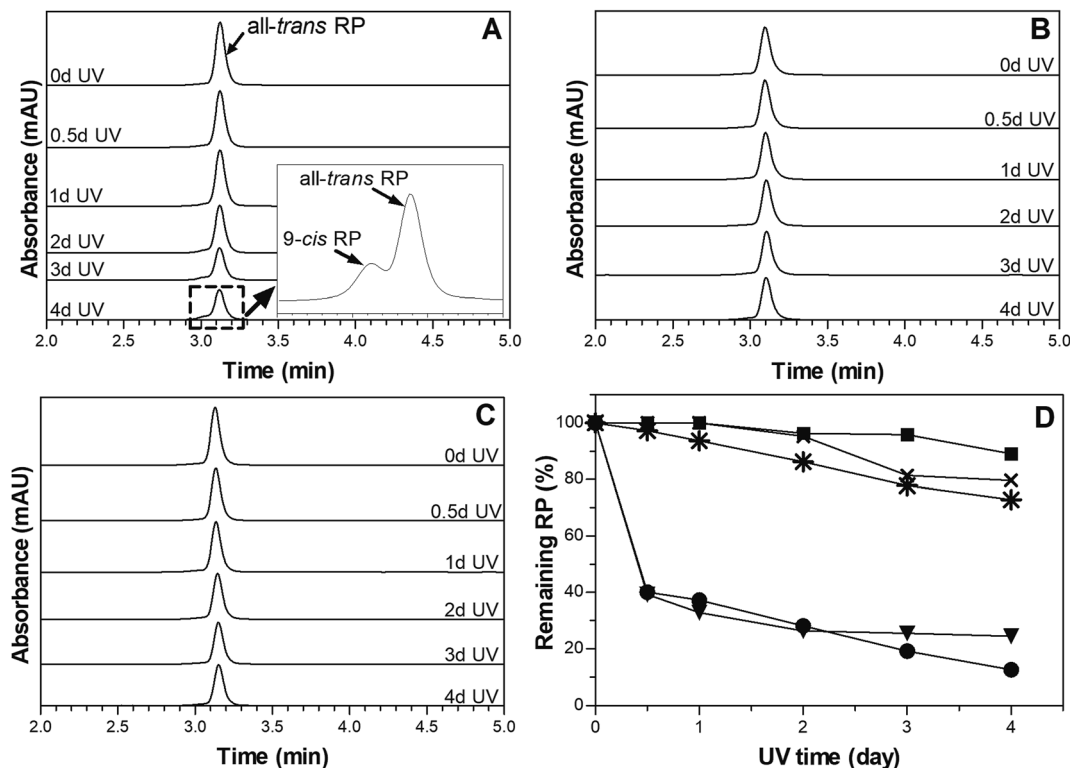 A
all-trans RP
0d UV
0.5d UV
1d UV
2d UV
3d UV
4d UV
all-trans RP
9-cis RP
Absorbance (mAU)
2.0 2.5 3.0 3.5 4.0 4.5 5.0
Time (min)
B
0d UV
0.5d UV
1d UV
2d UV
3d UV
4d UV
Absorbance (mAU)
2.0 2.5 3.0 3.5 4.0 4.5 5.0
Time (min)
C
0d UV
0.5d UV
1d UV
2d UV
3d UV
4d UV
Absorbance (mAU)
2.0 2.5 3.0 3.5 4.0 4.5 5.0
Time (min)
D
100
80
60
40
20
0
Remaining RP (%)
0 1 2 3 4
UV time (day)